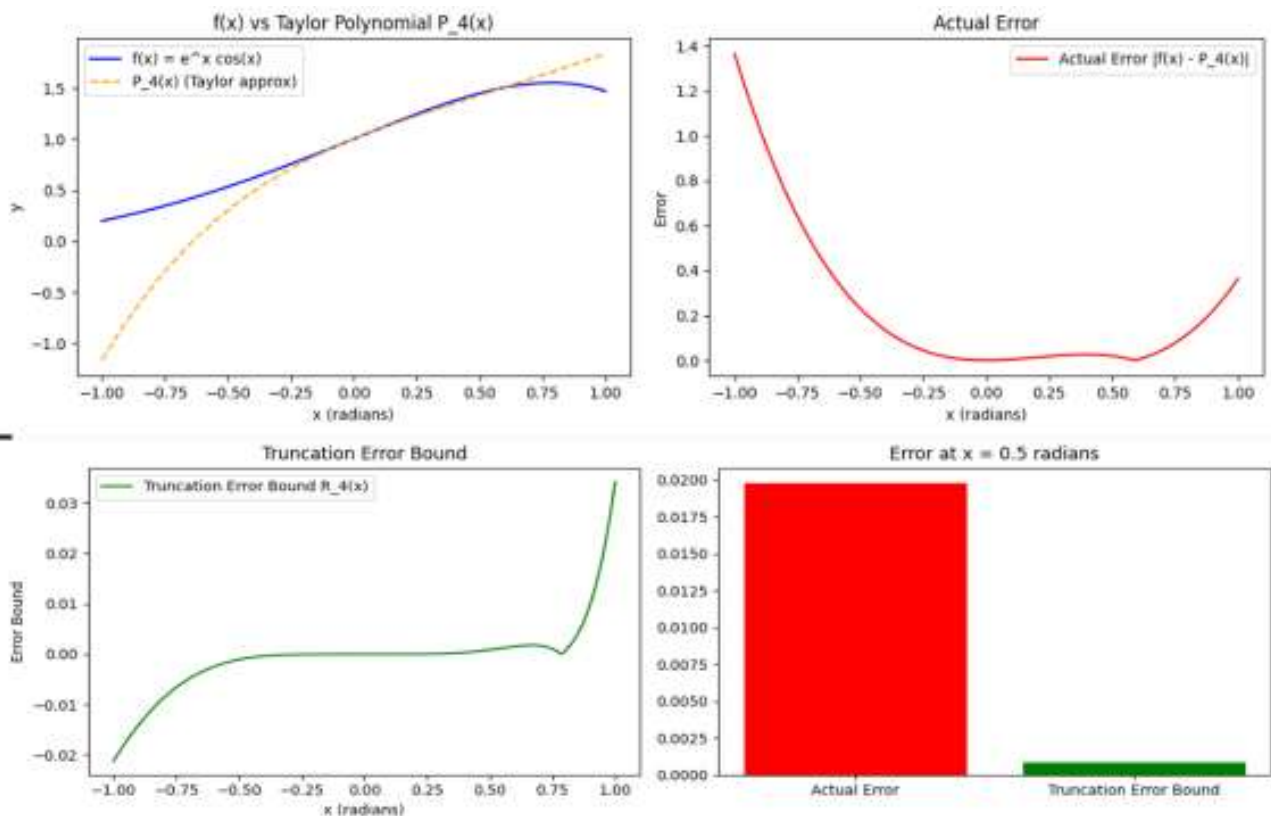 f(x) vs Taylor Polynomial P_4(x)
f(x) = e^x cos(x)
P_4(x) (Taylor approx)
1.5
1.0
0.5
0.0
−0.5
−1.0
y
−1.00 −0.75 −0.50 −0.25 0.00 0.25 0.50 0.75 1.00
x (radians)
Actual Error
Actual Error |f(x) - P_4(x)|
1.4
1.2
1.0
0.8
0.6
0.4
0.2
0.0
Error
−1.00 −0.75 −0.50 −0.25 0.00 0.25 0.50 0.75 1.00
x (radians)
Truncation Error Bound
Truncation Error Bound R_4(x)
0.03
0.02
0.01
0.00
−0.01
−0.02
Error Bound
−1.00 −0.75 −0.50 −0.25 0.00 0.25 0.50 0.75 1.00
x (radians)
Error at x = 0.5 radians
0.0200
0.0175
0.0150
0.0125
0.0100
0.0075
0.0050
0.0025
0.0000
Actual Error Truncation Error Bound